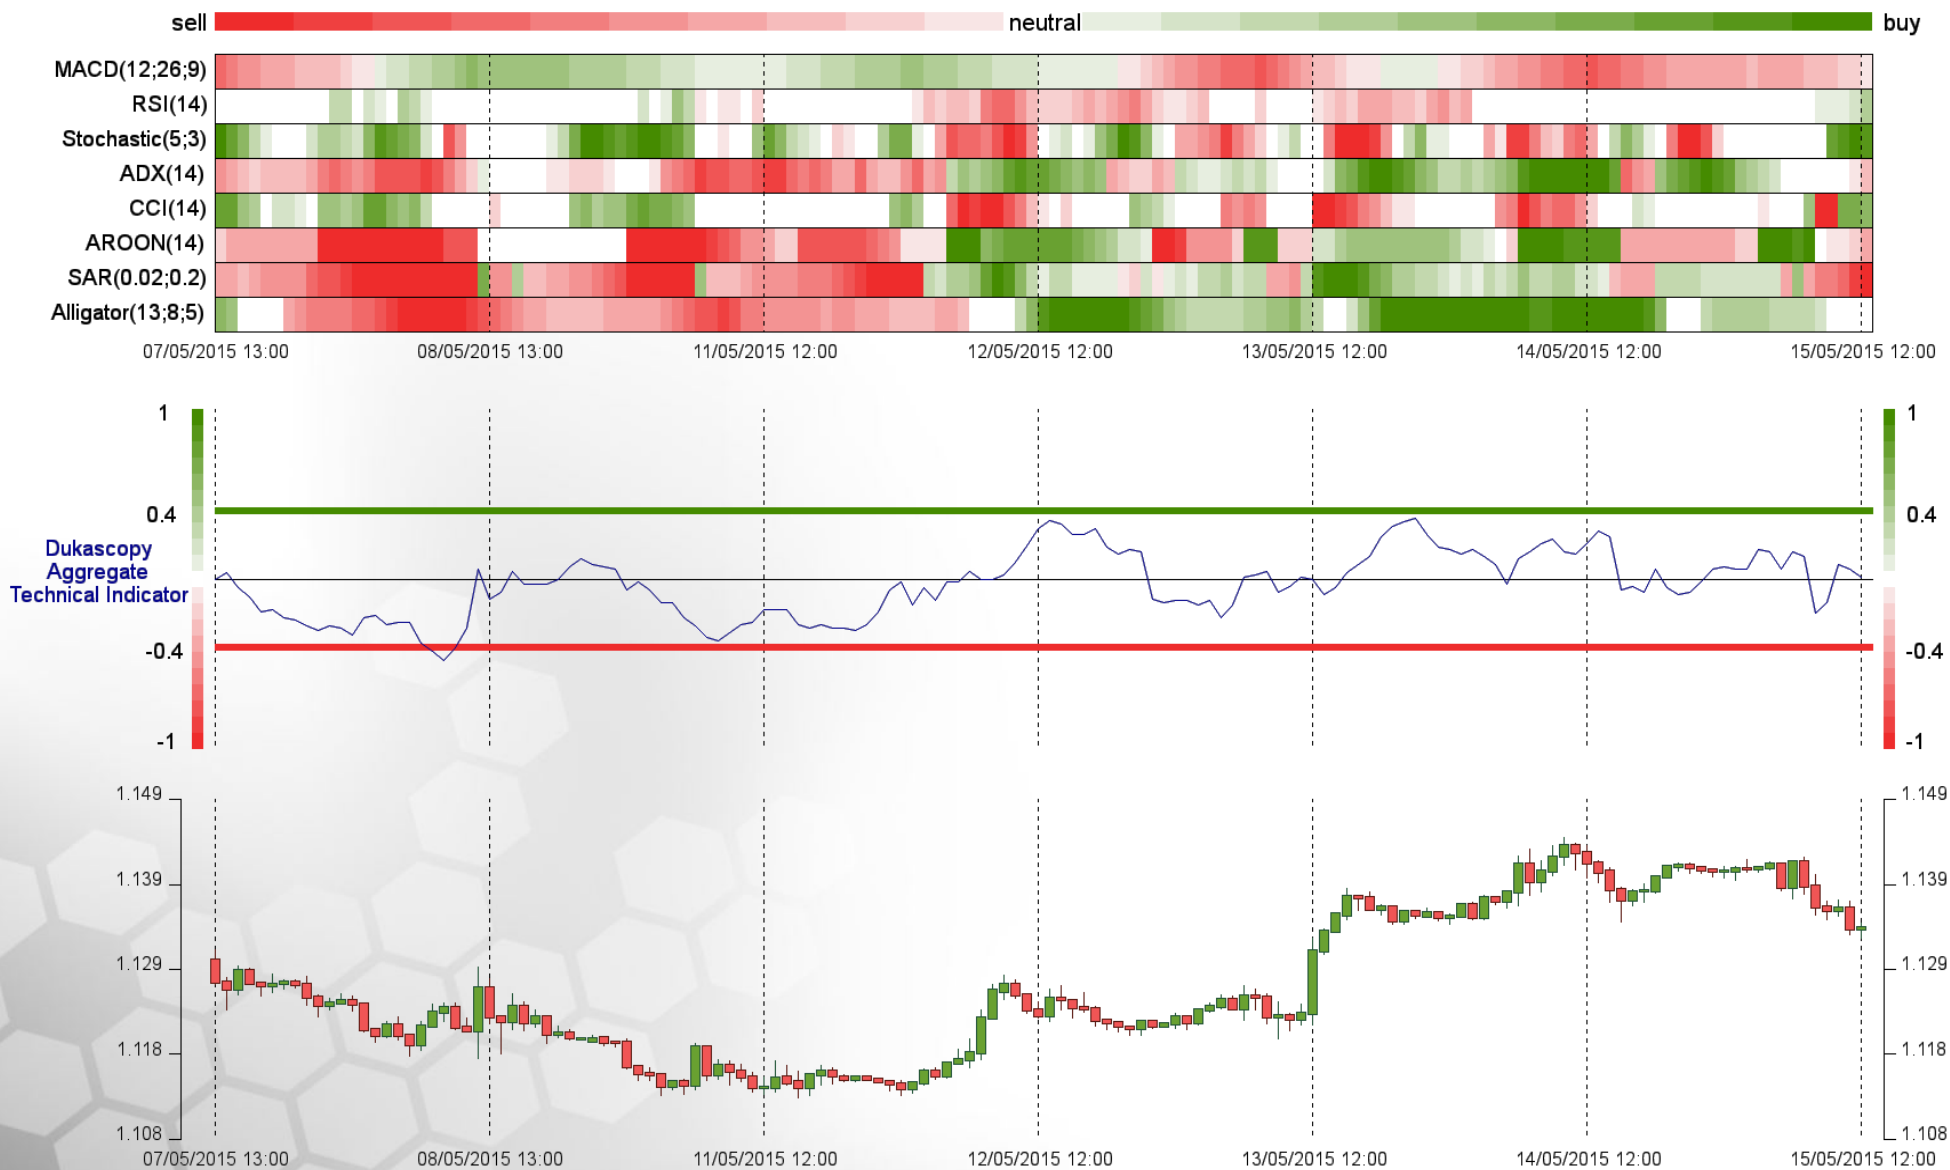 sell neutral buy
MACD(12;26;9)
RSI(14)
Stochastic(5;3)
ADX(14)
CCI(14)
AROON(14)
SAR(0.02;0.2)
Alligator(13;8;5)
07/05/2015 13:00 08/05/2015 13:00 11/05/2015 12:00 12/05/2015 12:00 13/05/2015 12:00 14/05/2015 12:00 15/05/2015 12:00
1 1
0.4 0.4
Dukascopy
Aggregate
Technical Indicator
-0.4 -0.4
-1 -1
1.149 1.149
1.139 1.139
1.129 1.129
1.118 1.118
1.108 1.108
07/05/2015 13:00 08/05/2015 13:00 11/05/2015 12:00 12/05/2015 12:00 13/05/2015 12:00 14/05/2015 12:00 15/05/2015 12:00